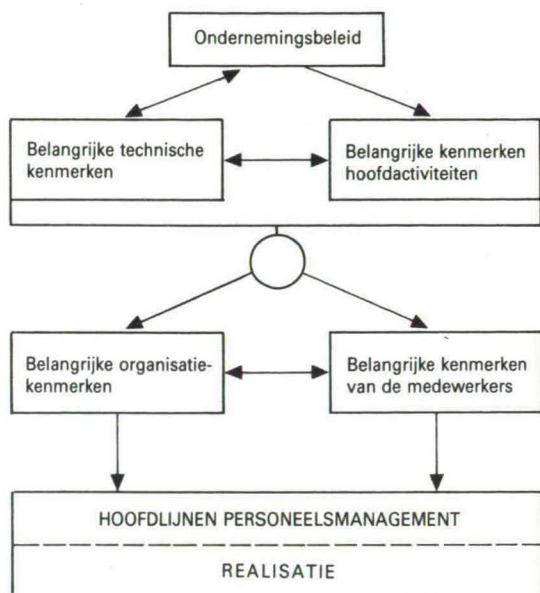 Ondernemingsbeleid
Belangrijke technische
kenmerken
Belangrijke kenmerken
hoofdactiviteiten
Belangrijke organisatie-
kenmerken
Belangrijke kenmerken
van de medewerkers
HOOFDLIJNEN PERSONEELSMANAGEMENT
REALISATIE